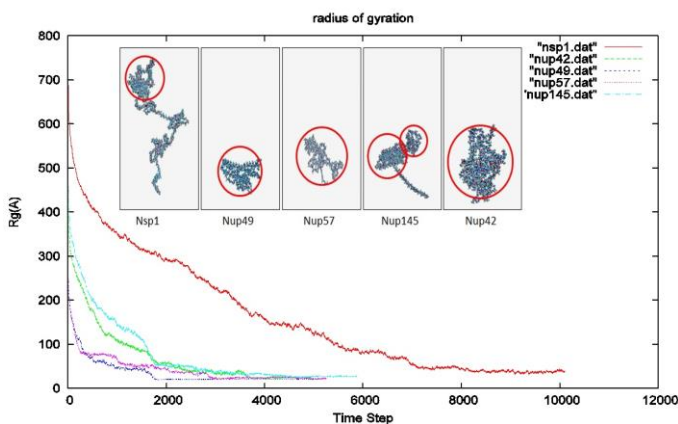 radius of gyration
800
700
600
500
400
300
200
100
0
Rg(A)
"nsp1.dat"
"nup42.dat"
"nup49.dat"
"nup57.dat"
'nup145.dat"
Nsp1
Nup49
Nup57
Nup145
Nup42
0
2000
4000
6000
8000
10000
12000
Time Step